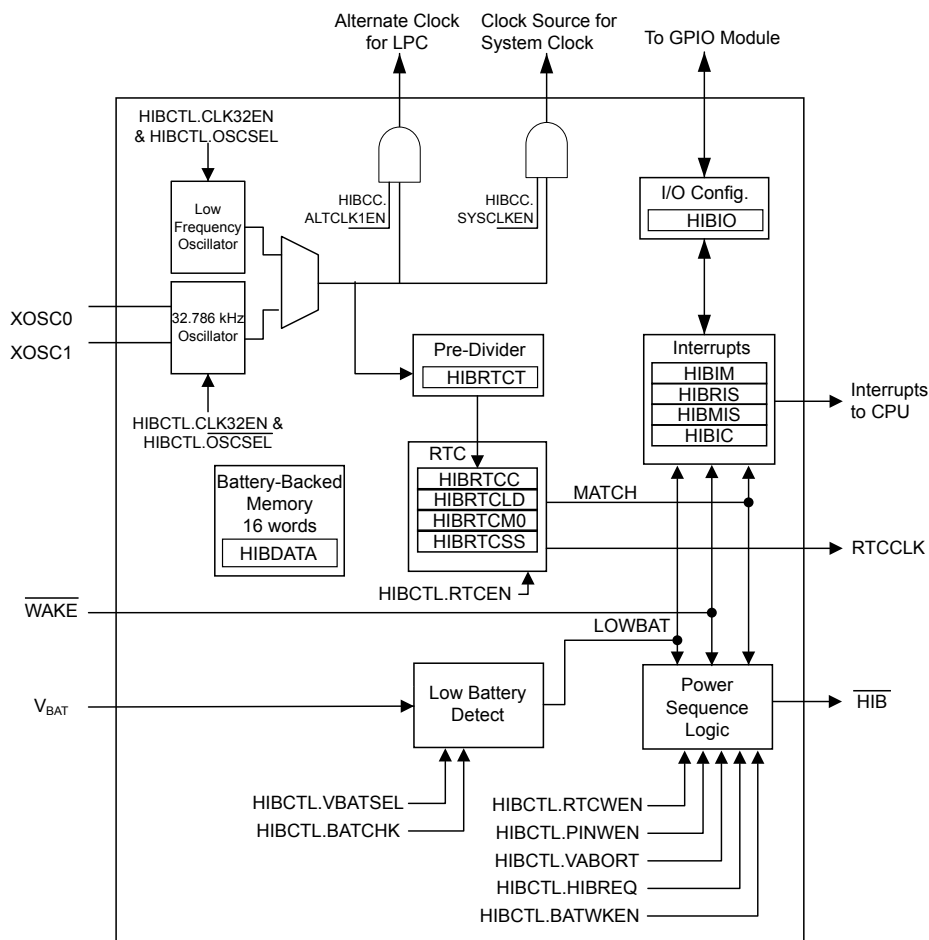 Alternate Clock
for LPC
Clock Source for
System Clock
To GPIO Module
HIBCTL.CLK32EN
& HIBCTL.OSCSEL
Low
Frequency
Oscillator
HIBCC.
ALTCLK1EN
HIBCC.
SYSCLKEN
I/O Config.
HIBIO
XOSC0
XOSC1
32.786 kHz
Oscillator
HIBCTL.CLK32EN &
HIBCTL.OSCSEL
Pre-Divider
HIBRTCT
Interrupts
HIBIM
HIBRIS
HIBMIS
HIBIC
Interrupts
to CPU
Battery-Backed
Memory
16 words
HIBDATA
RTC
HIBRTCC
HIBRTCLD
HIBRTCM0
HIBRTCSS
MATCH
RTCCLK
HIBCTL.RTCEN
WAKE
LOWBAT
VBAT
Low Battery
Detect
Power
Sequence
Logic
HIB
HIBCTL.VBATSEL
HIBCTL.BATCHK
HIBCTL.RTCWEN
HIBCTL.PINWEN
HIBCTL.VABORT
HIBCTL.HIBREQ
HIBCTL.BATWKEN